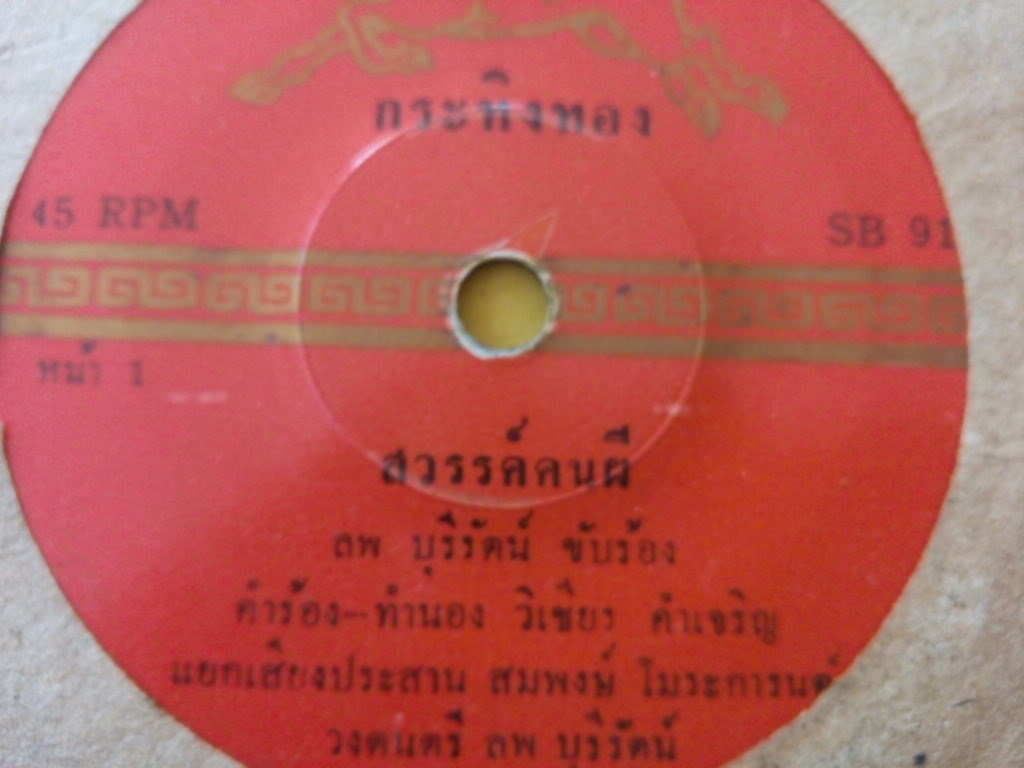 กระทิงทอง
45 RPM
SB 91
หน้า 1
สวรรค์คนผี
ลพ บุรีรัตน์ ขับร้อง
คำร้อง-ทำนอง วิเชียร คำเจริญ
แยกเสียงประสาน สมพงษ์ โมระการนต์
วงดนตรี ลพ บุรีรัตน์